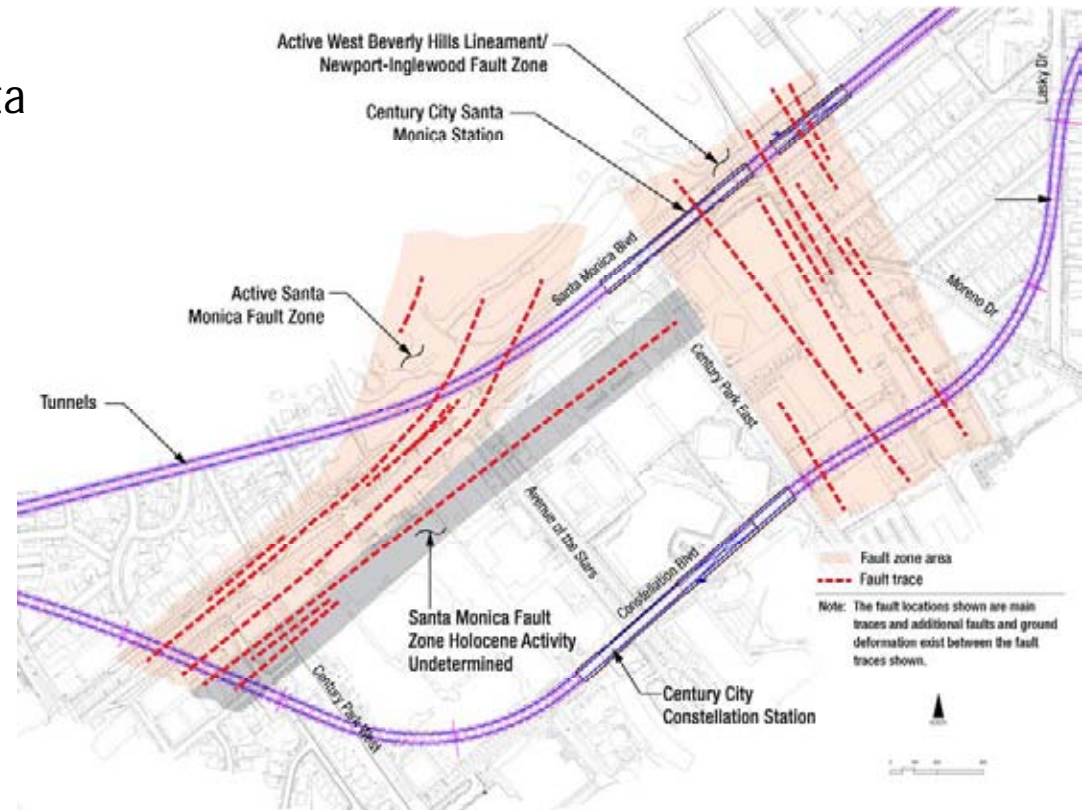 ta
Active West Beverly Hills Lineament/
Newport-Inglewood Fault Zone
Century City Santa
Monica Station
Lasky Dr
Santa Monica Blvd
Active Santa
Monica Fault Zone
Moreno Dr
Century Park East
Tunnels
Avenue of the Stars
Constellation Blvd
Fault zone area
Fault trace
Note: The fault locations shown are main
traces and additional faults and ground
deformation exist between the fault
traces shown.
Santa Monica Fault
Zone Holocene Activity
Undetermined
Century Park West
Century City
Constellation Station